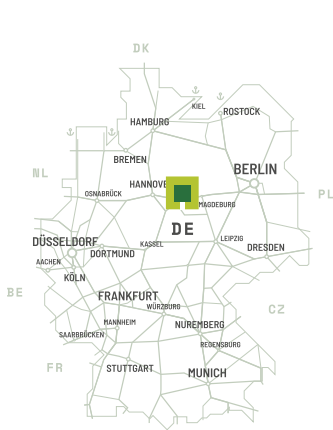 DK
KIEL
ROSTOCK
HAMBURG
BREMEN
NL
BERLIN
HANNOVE
OSNABRÜCK
PL
MAGDEBURG
DE
DÜSSELDORF
LEIPZIG
KASSEL
DRESDEN
DORTMUND
AACHEN
KÖLN
BE
FRANKFURT
WÜRZBURG
CZ
MANNHEIM
NUREMBERG
SAARBRÜCKEN
REGENSBURG
FR
STUTTGART
MUNICH